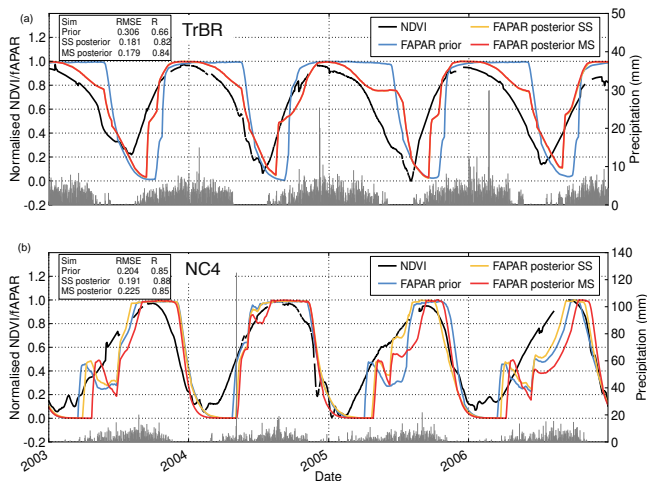 (a)
Sim RMSE R
Prior 0.306 0.66
SS posterior 0.181 0.82
MS posterior 0.179 0.84
TrBR
NDVI
FAPAR prior
FAPAR posterior SS
FAPAR posterior MS
Normalised NDVI/fAPAR
1.2
1.0
0.8
0.6
0.4
0.2
0.0
-0.2
50
40
30
20
10
0
Precipitation (mm)
(b)
Sim RMSE R
Prior 0.204 0.85
SS posterior 0.191 0.88
MS posterior 0.225 0.85
NC4
NDVI
FAPAR prior
FAPAR posterior SS
FAPAR posterior MS
Normalised NDVI/fAPAR
1.2
1.0
0.8
0.6
0.4
0.2
0.0
-0.2
140
120
100
80
60
40
20
0
Precipitation (mm)
2003
2004
2005
2006
Date